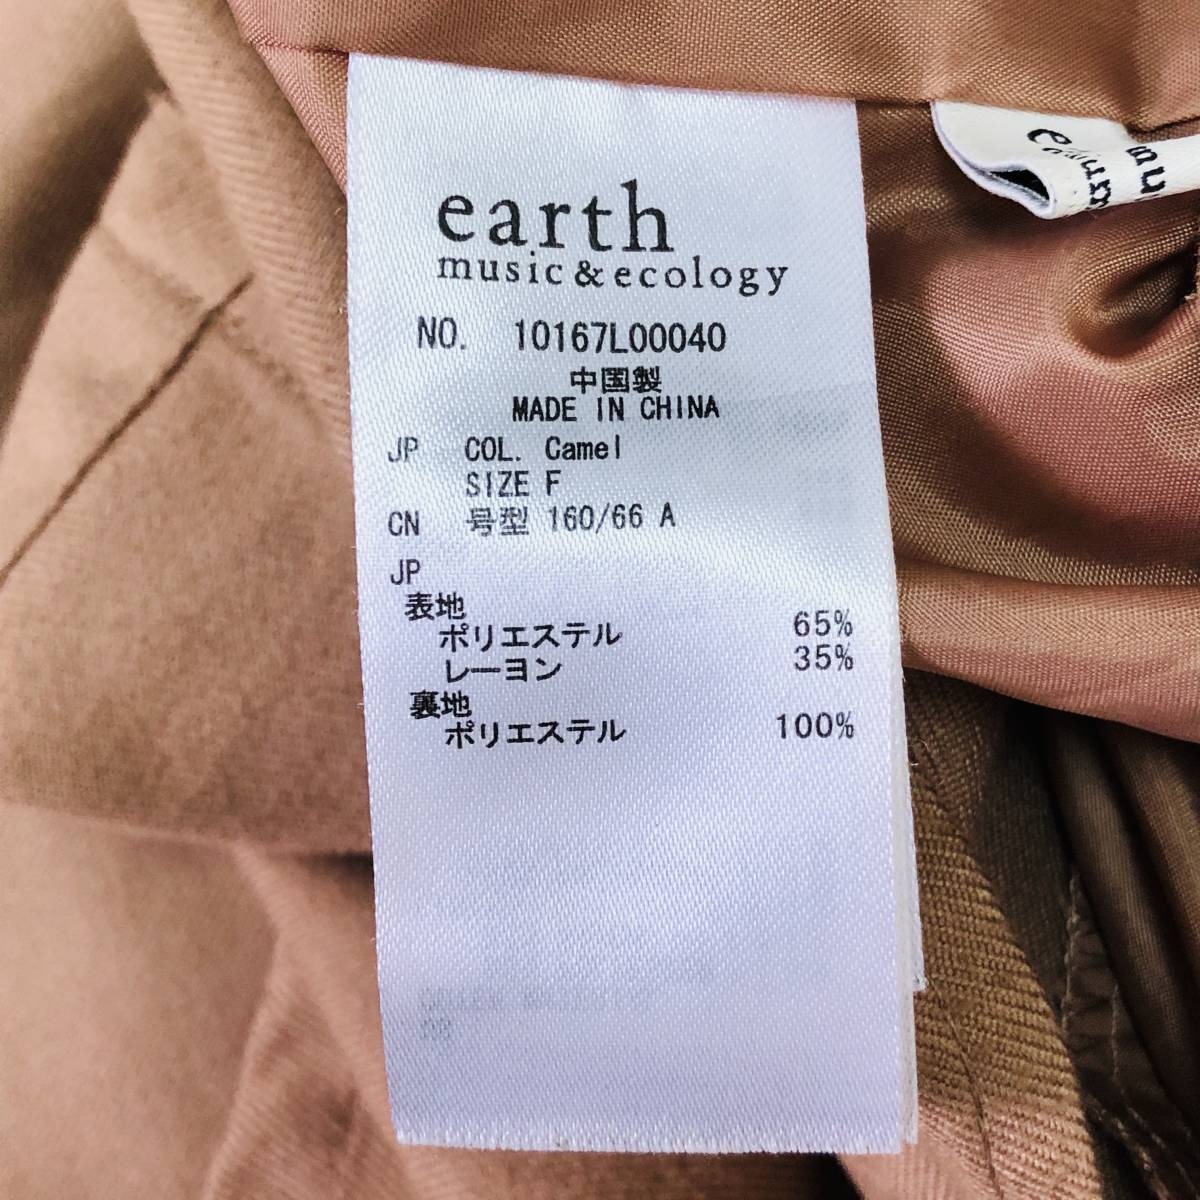 earth
music & ecology
NO. 10167L00040
中国製
MADE IN CHINA
JP COL. Camel
SIZE F
CN 号型 160/66 A
JP
表地
ポリエステル 65%
レーヨン 35%
裏地
ポリエステル 100%